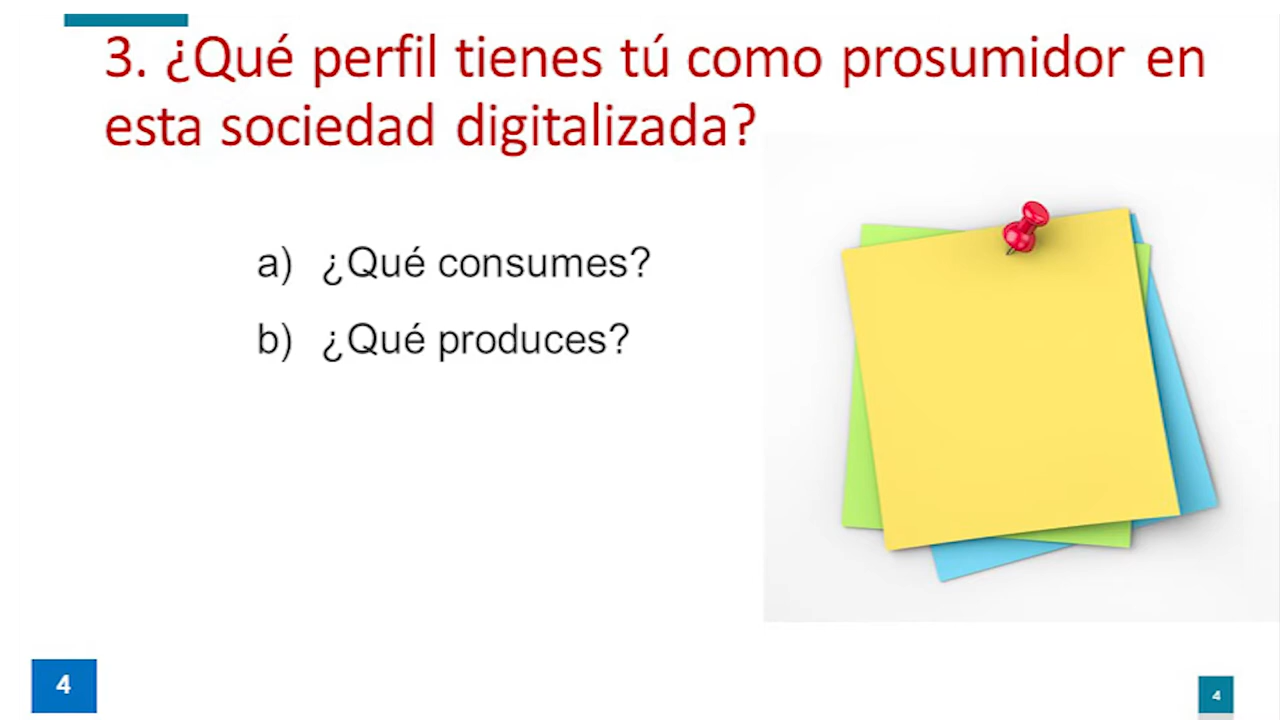 3. ¿Qué perfil tienes tú como prosumidor en
esta sociedad digitalizada?
a) ¿Qué consumes?
b) ¿Qué produces?
4
4